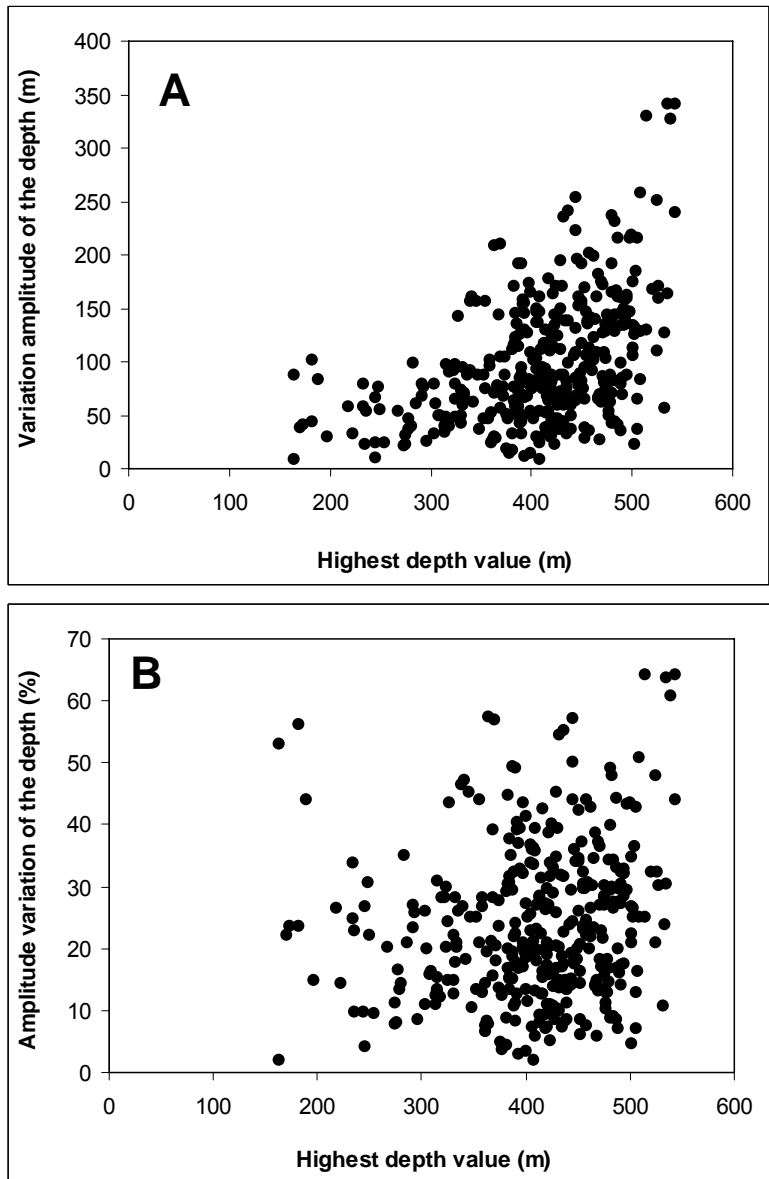 A
Variation amplitude of the depth (m)
400
350
300
250
200
150
100
50
0
0 100 200 300 400 500 600
Highest depth value (m)
B
Amplitude variation of the depth (%)
70
60
50
40
30
20
10
0
0 100 200 300 400 500 600
Highest depth value (m)